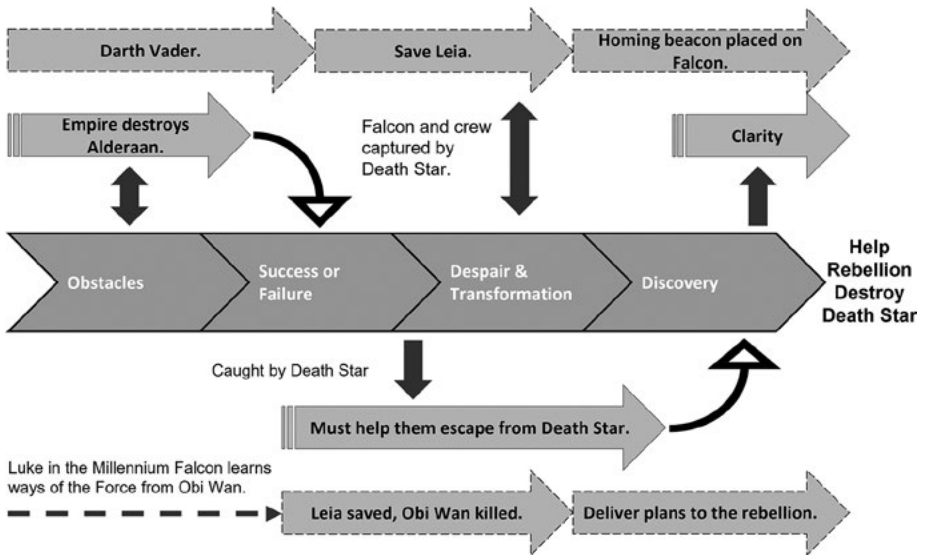 Darth Vader.
Save Leia.
Homing beacon placed on
Falcon.
Empire destroys
Alderaan.
Falcon and crew
captured by
Death Star.
Clarity
Obstacles
Success or
Failure
Despair &
Transformation
Discovery
Help
Rebellion
Destroy
Death Star
Caught by Death Star
Must help them escape from Death Star.
Luke in the Millennium Falcon learns
ways of the Force from Obi Wan.
Leia saved, Obi Wan killed.
Deliver plans to the rebellion.